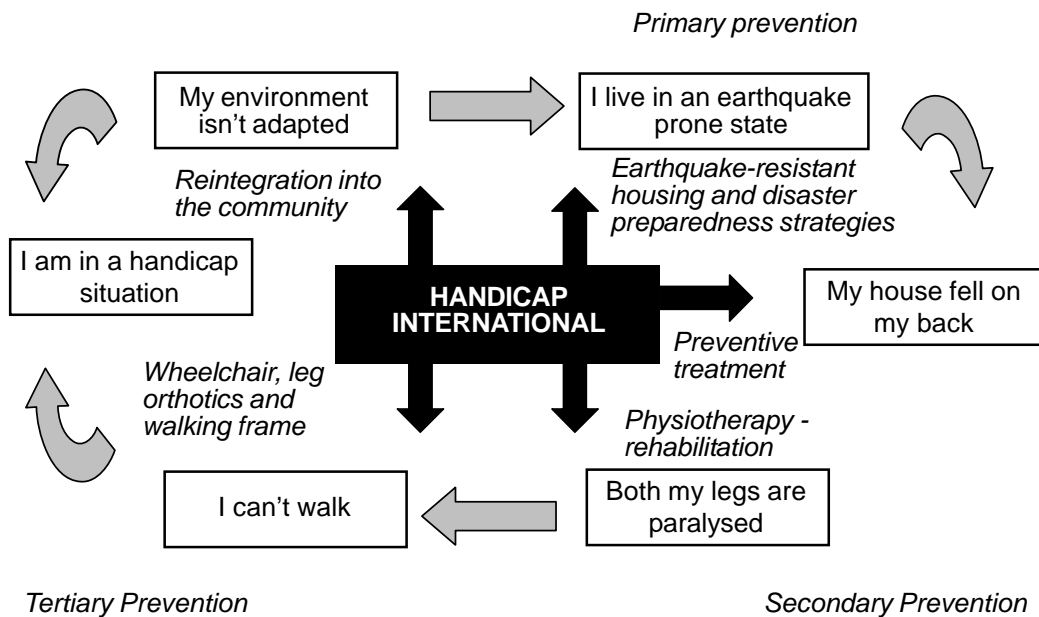 Primary prevention
My environment
isn't adapted
I live in an earthquake
prone state
Reintegration into
the community
Earthquake-resistant
housing and disaster
preparedness strategies
I am in a handicap
situation
HANDICAP
INTERNATIONAL
My house fell on
my back
Preventive
treatment
Wheelchair, leg
orthotics and
walking frame
Physiotherapy -
rehabilitation
I can't walk
Both my legs are
paralysed
Tertiary Prevention
Secondary Prevention